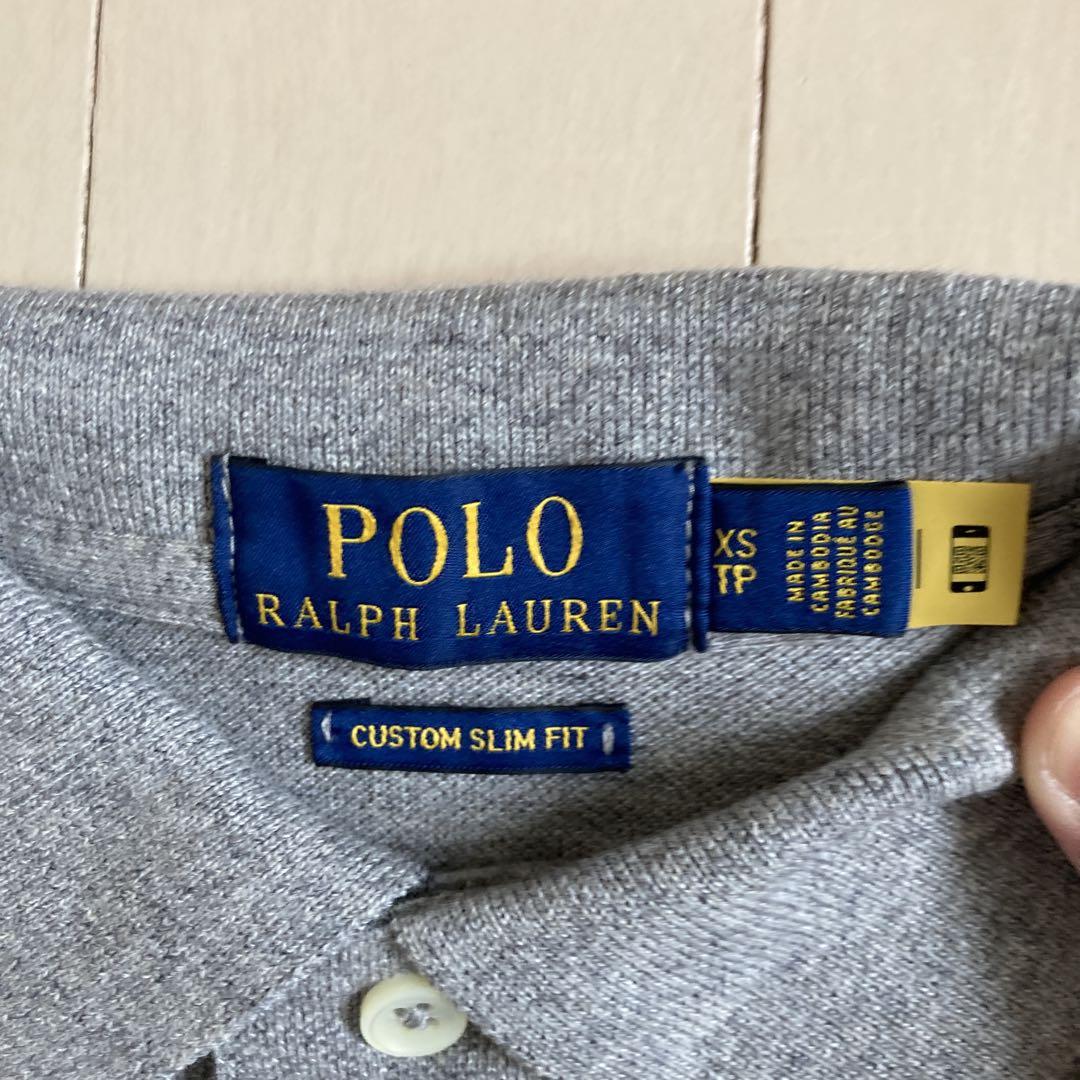 POLO
RALPH LAUREN
XS
TP
MADE IN
CAMBODIA
FABRIQUÉ AU
CAMBODGE
CUSTOM SLIM FIT